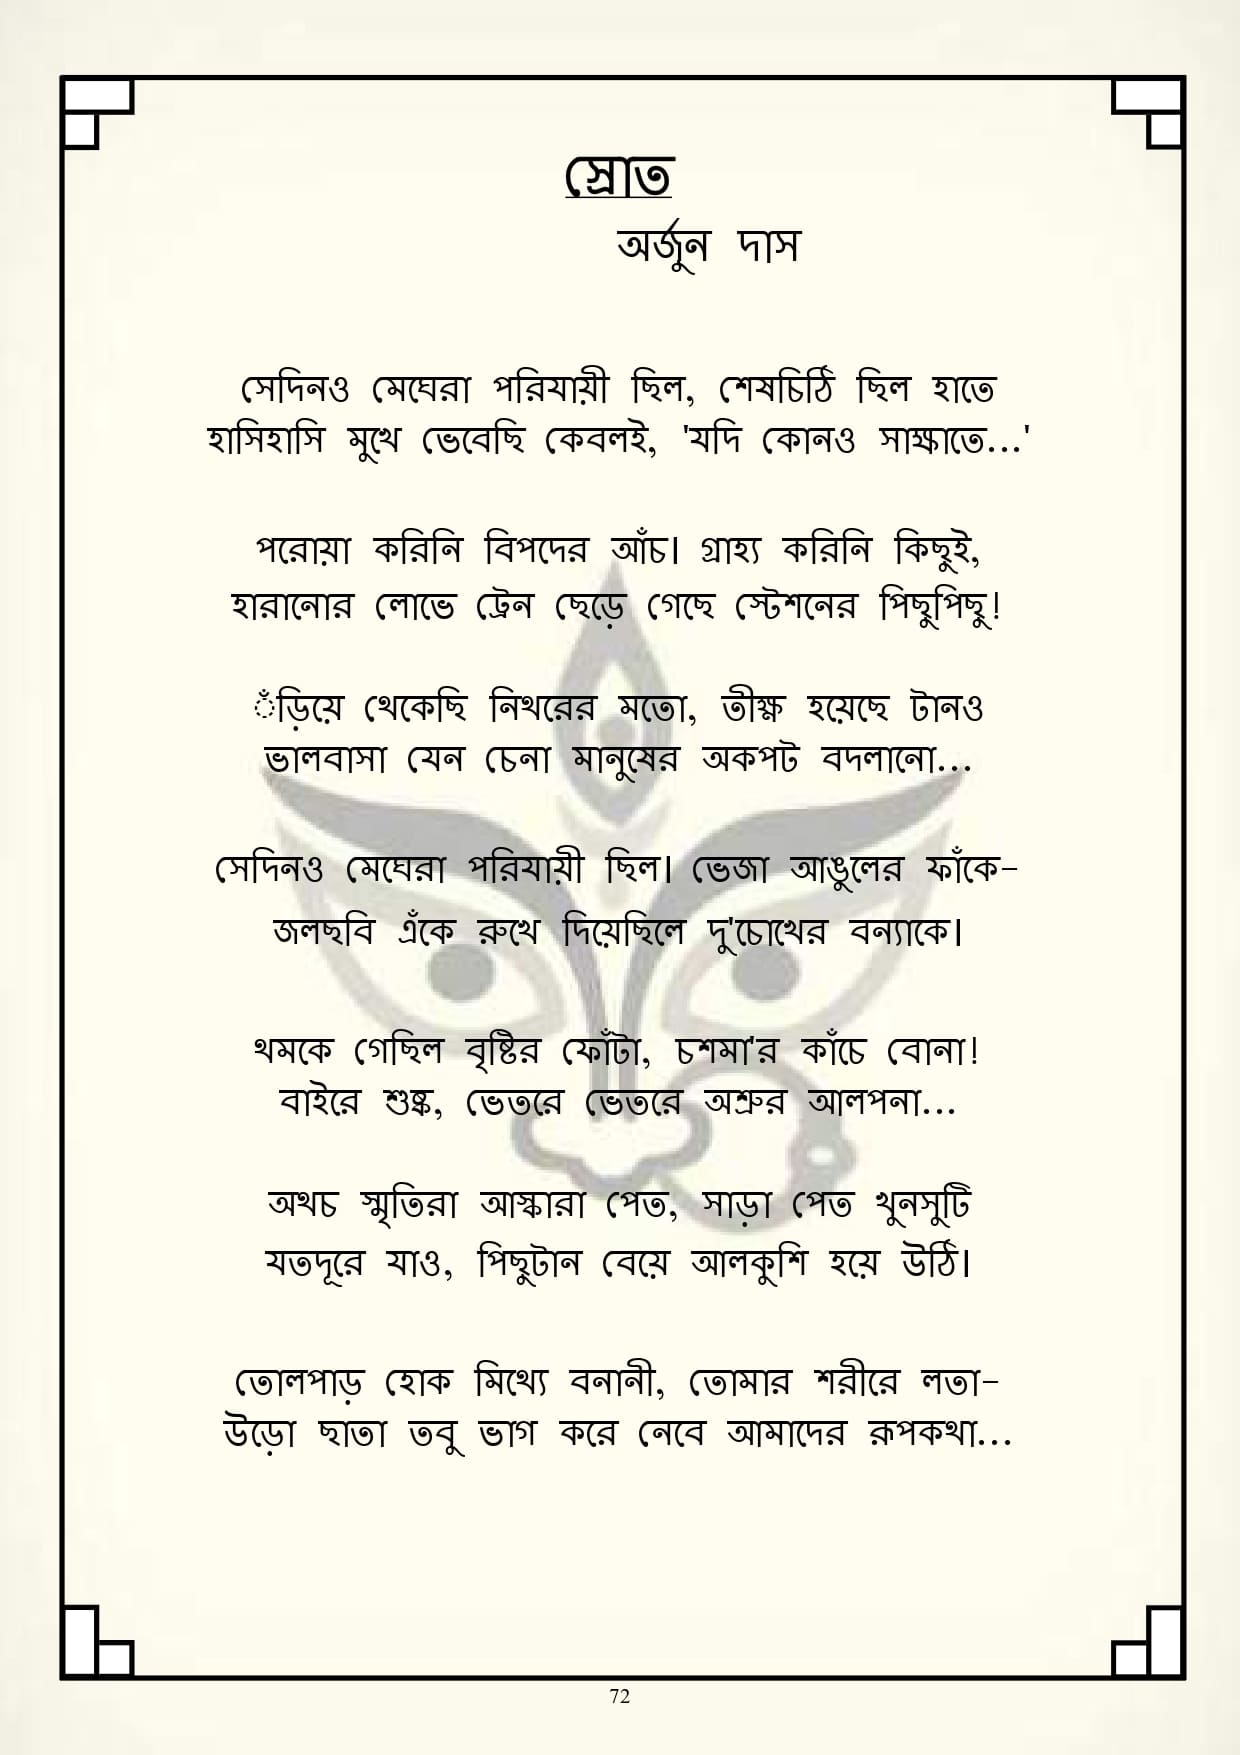 স্রোত
অর্জুন দাস
সেদিনও মেঘেরা পরিযায়ী ছিল, শেষচিঠি ছিল হাতে
হাসিহাসি মুখে ভেবেছি কেবলই, 'যদি কোনও সাক্ষাতে...'
পরোয়া করিনি বিপদের আঁচ। গ্রাহ্য করিনি কিছুই,
হারানোর লোভে ট্রেন ছেড়ে গেছে স্টেশনের পিছুপিছু!
ঁড়িয়ে থেকেছি নিথরের মতো, তীক্ষ্ণ হয়েছে টানও
ভালবাসা যেন চেনা মানুষের অকপট বদলানো...
সেদিনও মেঘেরা পরিযায়ী ছিল। ভেজা আঙুলের ফাঁকে-
জলছবি এঁকে রুখে দিয়েছিলে দু'চোখের বন্যাকে।
থমকে গেছিল বৃষ্টির ফোঁটা, চশমা'র কাঁচে বোনা!
বাইরে শুষ্ক, ভেতরে ভেতরে অশ্রুর আলপনা...
অথচ স্মৃতিরা আস্কারা পেত, সাড়া পেত খুনসুটি
যতদূরে যাও, পিছুটান বেয়ে আলকুশি হয়ে উঠি।
তোলপাড় হোক মিথ্যে বনানী, তোমার শরীরে লতা-
উড়ো ছাতা তবু ভাগ করে নেবে আমাদের রূপকথা...
72